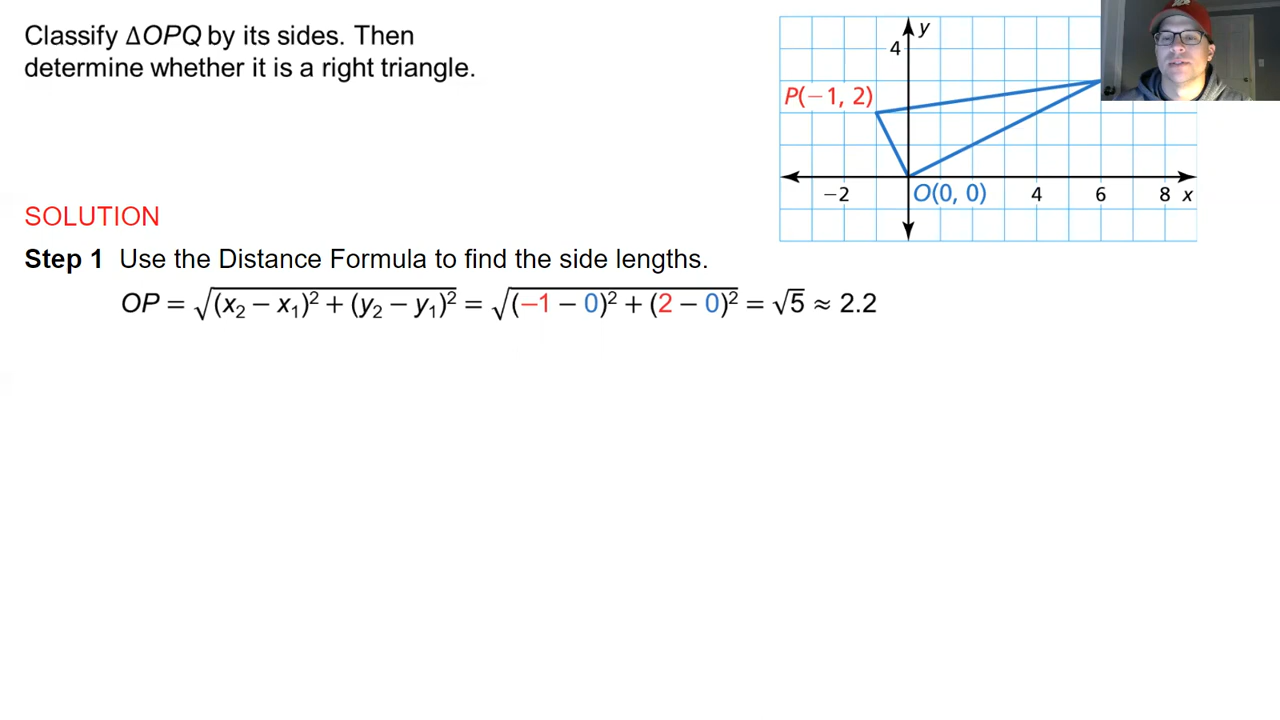 Classify ΔOPQ by its sides. Then
determine whether it is a right triangle.
y
4
P(−1, 2)
−2
O(0, 0)
4
6
8
x
SOLUTION
Step 1 Use the Distance Formula to find the side lengths.
OP = √(x₂ − x₁)² + (y₂ − y₁)² = √(−1 − 0)² + (2 − 0)² = √5 ≈ 2.2